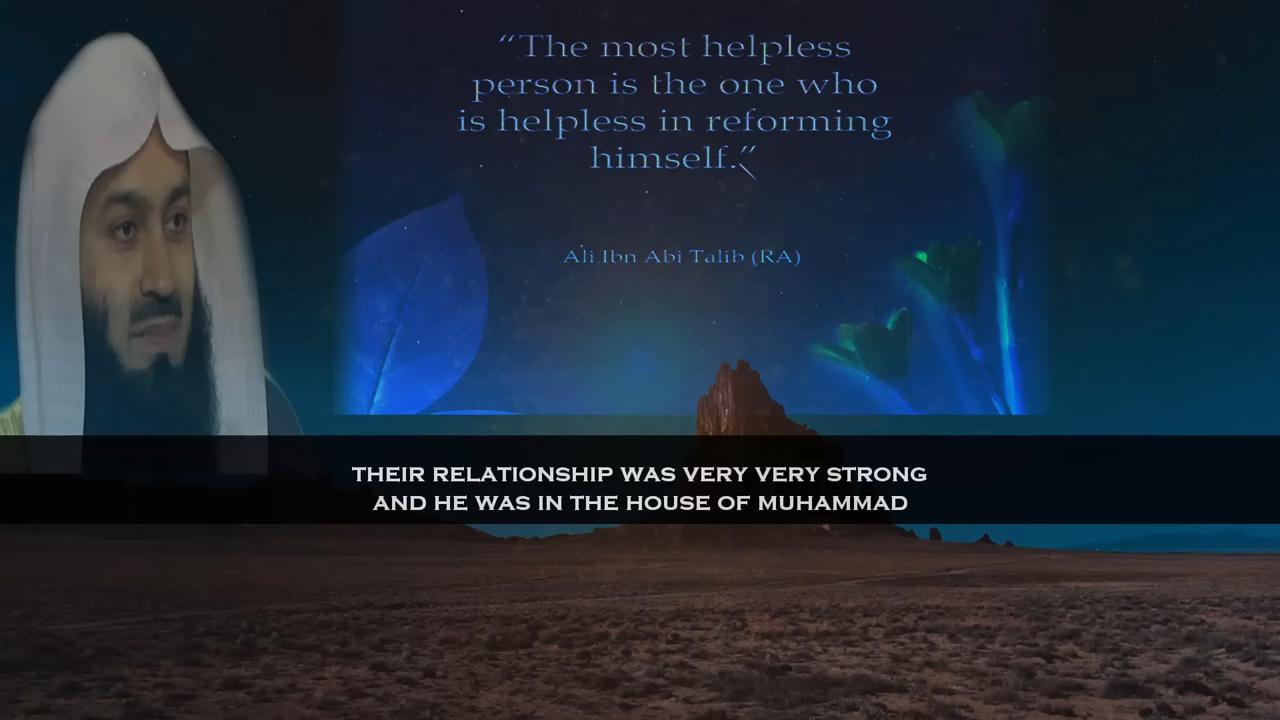 “The most helpless
person is the one who
is helpless in reforming
himself.”
Ali Ibn Abi Talib (RA)
THEIR RELATIONSHIP WAS VERY VERY STRONG
AND HE WAS IN THE HOUSE OF MUHAMMAD